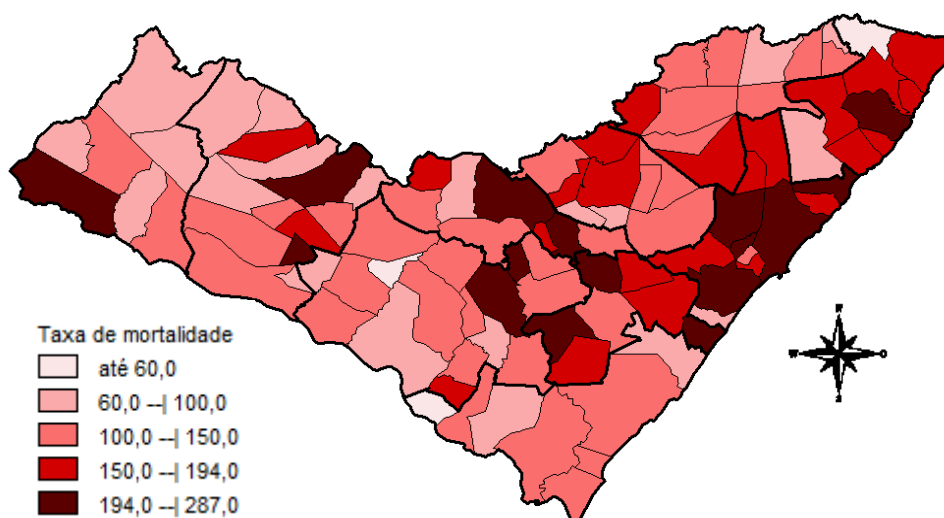 Taxa de mortalidade
até 60,0
60,0 --| 100,0
100,0 --| 150,0
150,0 --| 194,0
194,0 --| 287,0
W